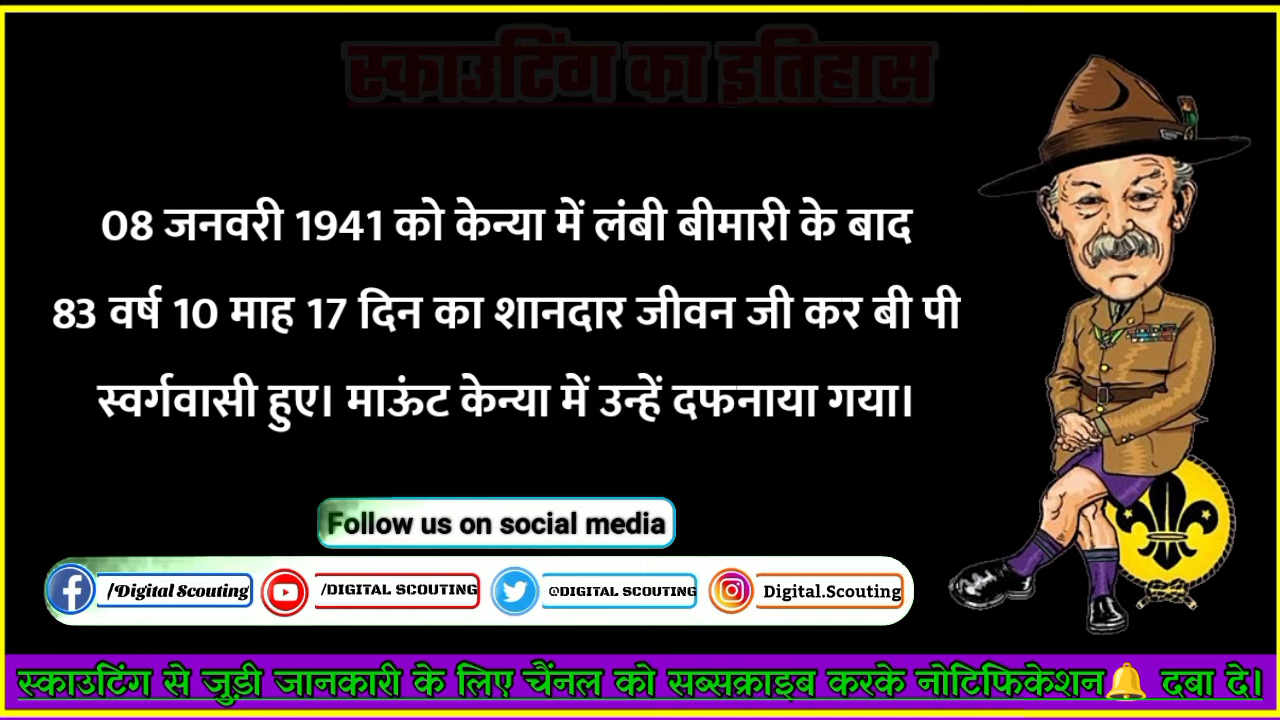 स्काउटिंग का इतिहास
08 जनवरी 1941 को केन्या में लंबी बीमारी के बाद
83 वर्ष 10 माह 17 दिन का शानदार जीवन जी कर बी पी
स्वर्गवासी हुए। माऊंट केन्या में उन्हें दफनाया गया।
Follow us on social media
/Digital Scouting /DIGITAL SCOUTING @DIGITAL SCOUTING Digital.Scouting
स्काउटिंग से जुडी जानकारी के लिए चैंनल को सब्सक्राइब करके नोटिफिकेशन🔔 दबा दे।